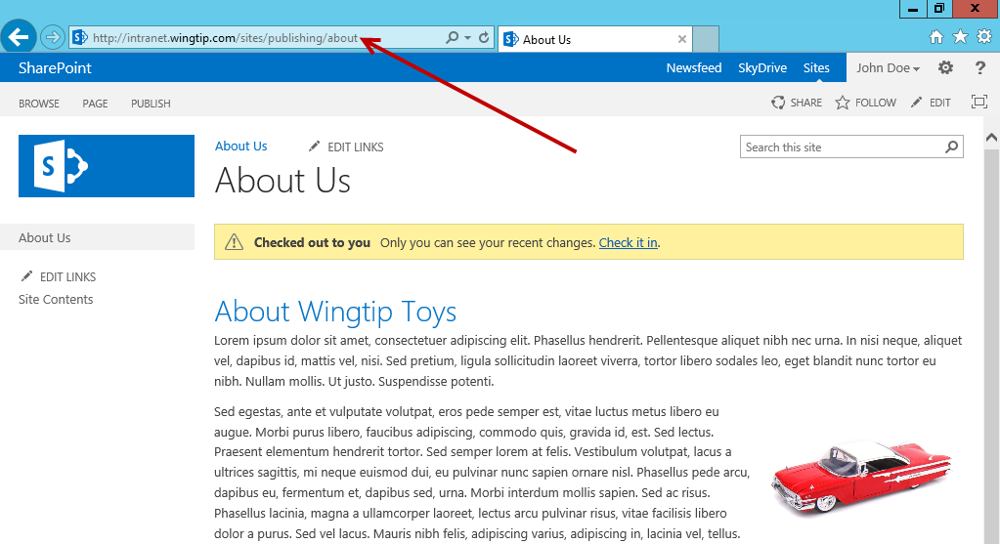 http://intranet.wingtip.com/sites/publishing/about
About Us
SharePoint
Newsfeed SkyDrive Sites John Doe ?
BROWSE PAGE PUBLISH
SHARE FOLLOW EDIT
S
About Us EDIT LINKS
Search this site
About Us
About Us
Checked out to you Only you can see your recent changes. Check it in.
EDIT LINKS
Site Contents
About Wingtip Toys
Lorem ipsum dolor sit amet, consectetuer adipiscing elit. Phasellus hendrerit. Pellentesque aliquet nibh nec urna. In nisi neque, aliquet
vel, dapibus id, mattis vel, nisi. Sed pretium, ligula sollicitudin laoreet viverra, tortor libero sodales leo, eget blandit nunc tortor eu
nibh. Nullam mollis. Ut justo. Suspendisse potenti.
Sed egestas, ante et vulputate volutpat, eros pede semper est, vitae luctus metus libero eu
augue. Morbi purus libero, faucibus adipiscing, commodo quis, gravida id, est. Sed lectus.
Praesent elementum hendrerit tortor. Sed semper lorem at felis. Vestibulum volutpat, lacus a
ultrices sagittis, mi neque euismod dui, eu pulvinar nunc sapien ornare nisl. Phasellus pede arcu,
dapibus eu, fermentum et, dapibus sed, urna. Morbi interdum mollis sapien. Sed ac risus.
Phasellus lacinia, magna a ullamcorper laoreet, lectus arcu pulvinar risus, vitae facilisis libero
dolor a purus. Sed vel lacus. Mauris nibh felis, adipiscing varius, adipiscing in, lacinia vel, tellus.